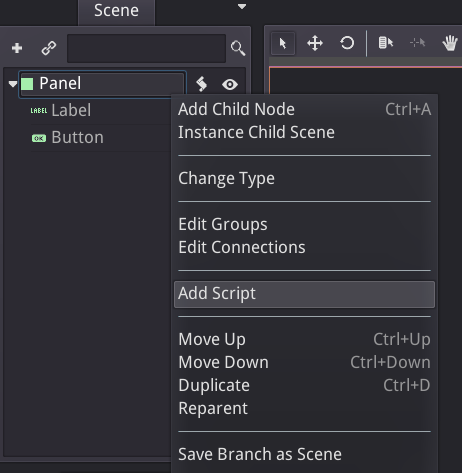 Scene
Panel
LABEL Label
OK Button
Add Child Node Ctrl+A
Instance Child Scene
Change Type
Edit Groups
Edit Connections
Add Script
Move Up Ctrl+Up
Move Down Ctrl+Down
Duplicate Ctrl+D
Reparent
Save Branch as Scene